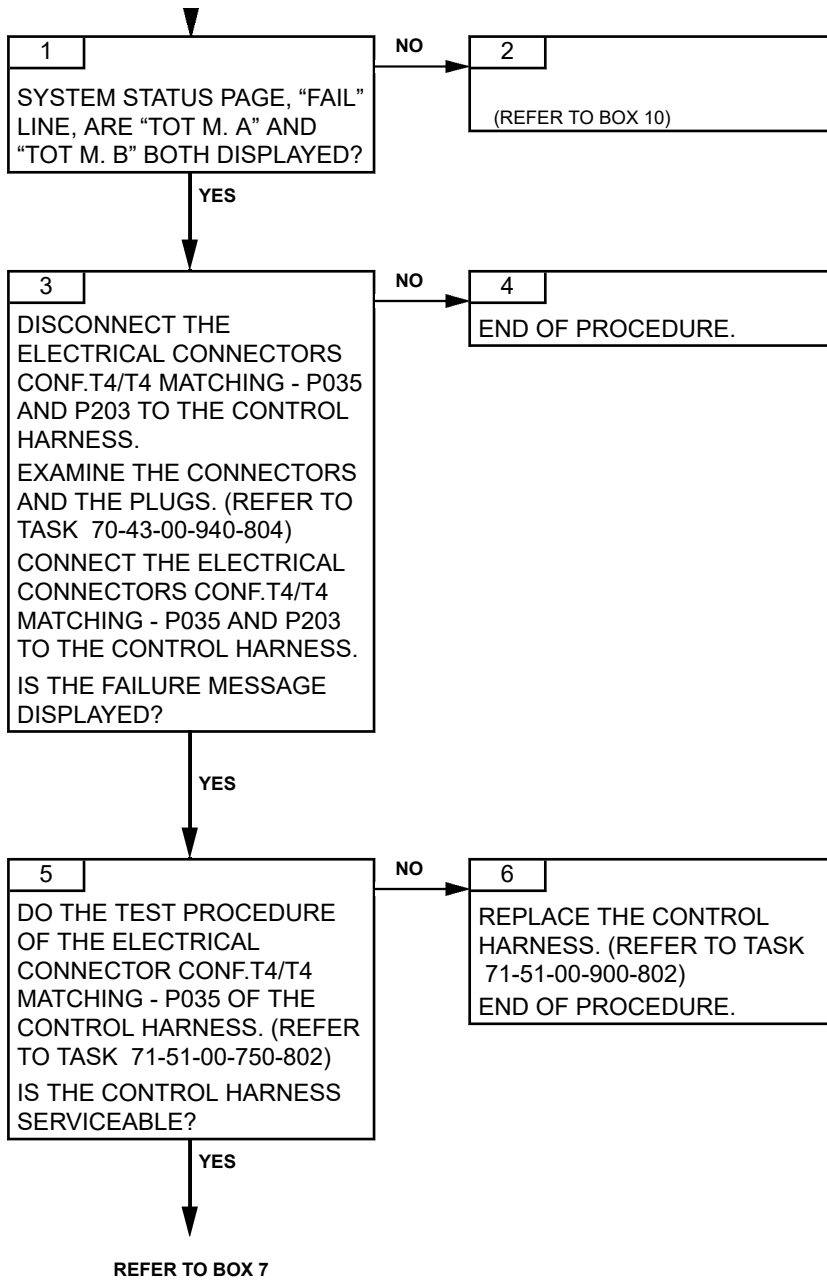 1
SYSTEM STATUS PAGE, “FAIL”
LINE, ARE “TOT M. A” AND
“TOT M. B” BOTH DISPLAYED?
NO
2
(REFER TO BOX 10)
YES
3
DISCONNECT THE
ELECTRICAL CONNECTORS
CONF.T4/T4 MATCHING - P035
AND P203 TO THE CONTROL
HARNESS.
EXAMINE THE CONNECTORS
AND THE PLUGS. (REFER TO
TASK 70-43-00-940-804)
CONNECT THE ELECTRICAL
CONNECTORS CONF.T4/T4
MATCHING - P035 AND P203
TO THE CONTROL HARNESS.
IS THE FAILURE MESSAGE
DISPLAYED?
NO
4
END OF PROCEDURE.
YES
5
DO THE TEST PROCEDURE
OF THE ELECTRICAL
CONNECTOR CONF.T4/T4
MATCHING - P035 OF THE
CONTROL HARNESS. (REFER
TO TASK 71-51-00-750-802)
IS THE CONTROL HARNESS
SERVICEABLE?
NO
6
REPLACE THE CONTROL
HARNESS. (REFER TO TASK
71-51-00-900-802)
END OF PROCEDURE.
YES
REFER TO BOX 7